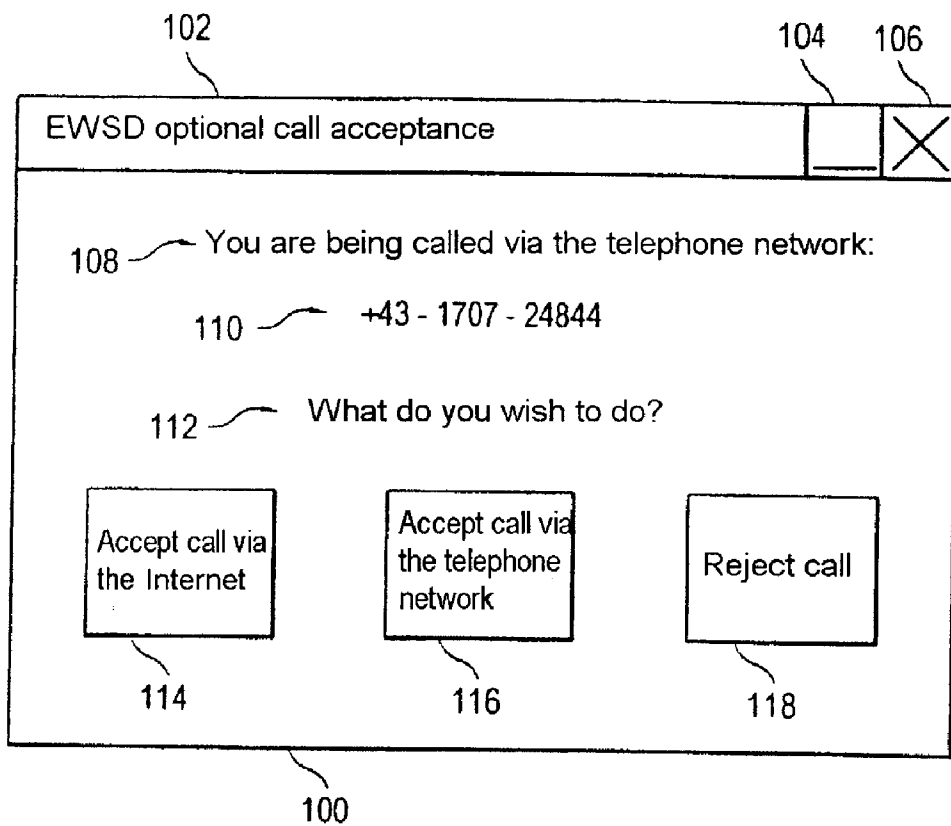 102
104
106
EWSD optional call acceptance
108
You are being called via the telephone network:
110
+43 - 1707 - 24844
112
What do you wish to do?
Accept call via
the Internet
Accept call via
the telephone
network
Reject call
114
116
118
100